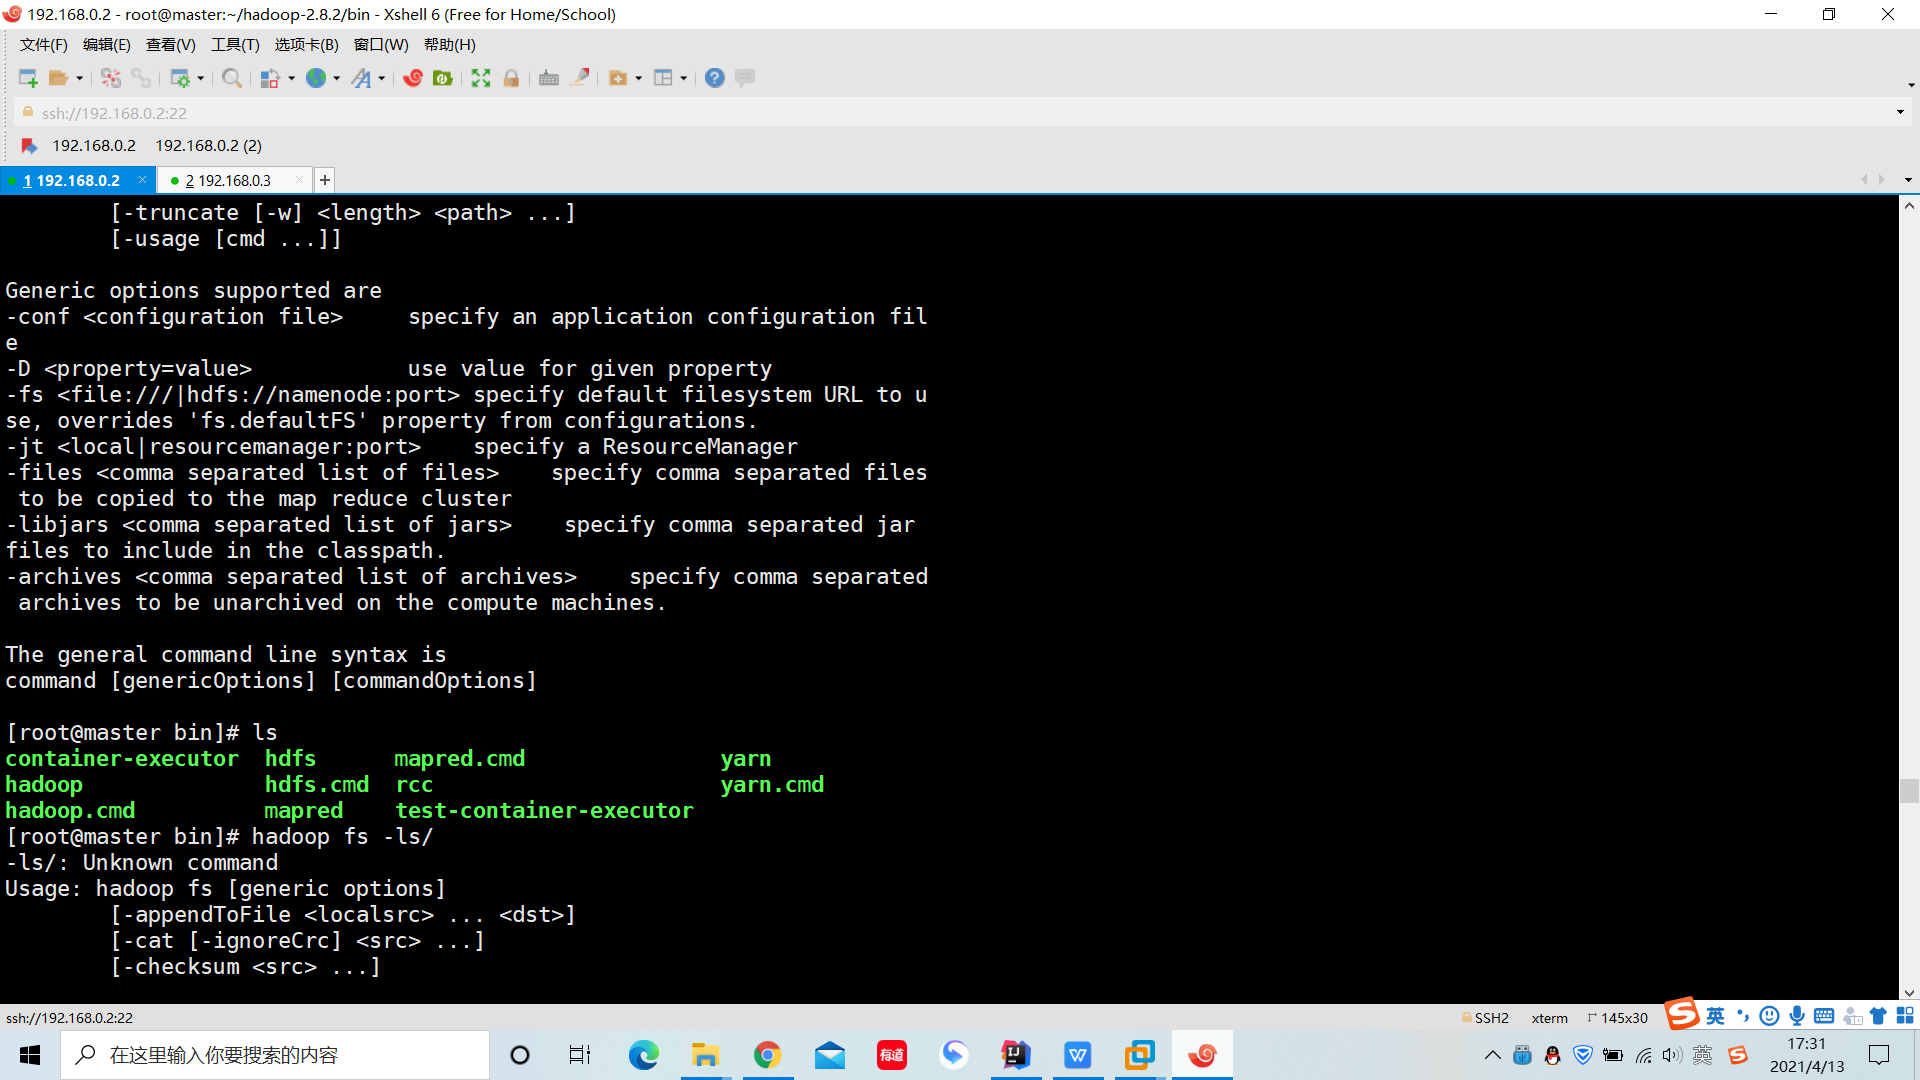 192.168.0.2 - root@master:~/hadoop-2.8.2/bin - Xshell 6 (Free for Home/School)
文件(F) 编辑(E) 查看(V) 工具(T) 选项卡(B) 窗口(W) 帮助(H)
ssh://192.168.0.2:22
192.168.0.2 192.168.0.2 (2)
1 192.168.0.2 × 2 192.168.0.3 × +
[-truncate [-w] <length> <path> ...]
[-usage [cmd ...]]
Generic options supported are
-conf <configuration file> specify an application configuration fil
e
-D <property=value> use value for given property
-fs <file:///|hdfs://namenode:port> specify default filesystem URL to u
se, overrides 'fs.defaultFS' property from configurations.
-jt <local|resourcemanager:port> specify a ResourceManager
-files <comma separated list of files> specify comma separated files
to be copied to the map reduce cluster
-libjars <comma separated list of jars> specify comma separated jar
files to include in the classpath.
-archives <comma separated list of archives> specify comma separated
archives to be unarchived on the compute machines.
The general command line syntax is
command [genericOptions] [commandOptions]
[root@master bin]# ls
container-executor hdfs mapred.cmd yarn
hadoop hdfs.cmd rcc yarn.cmd
hadoop.cmd mapred test-container-executor
[root@master bin]# hadoop fs -ls/
-ls/: Unknown command
Usage: hadoop fs [generic options]
[-appendToFile <localsrc> ... <dst>]
[-cat [-ignoreCrc] <src> ...]
[-checksum <src> ...]
ssh://192.168.0.2:22 SSH2 xterm 145x30 英
在这里输入你要搜索的内容 有道 英 17:31
2021/4/13